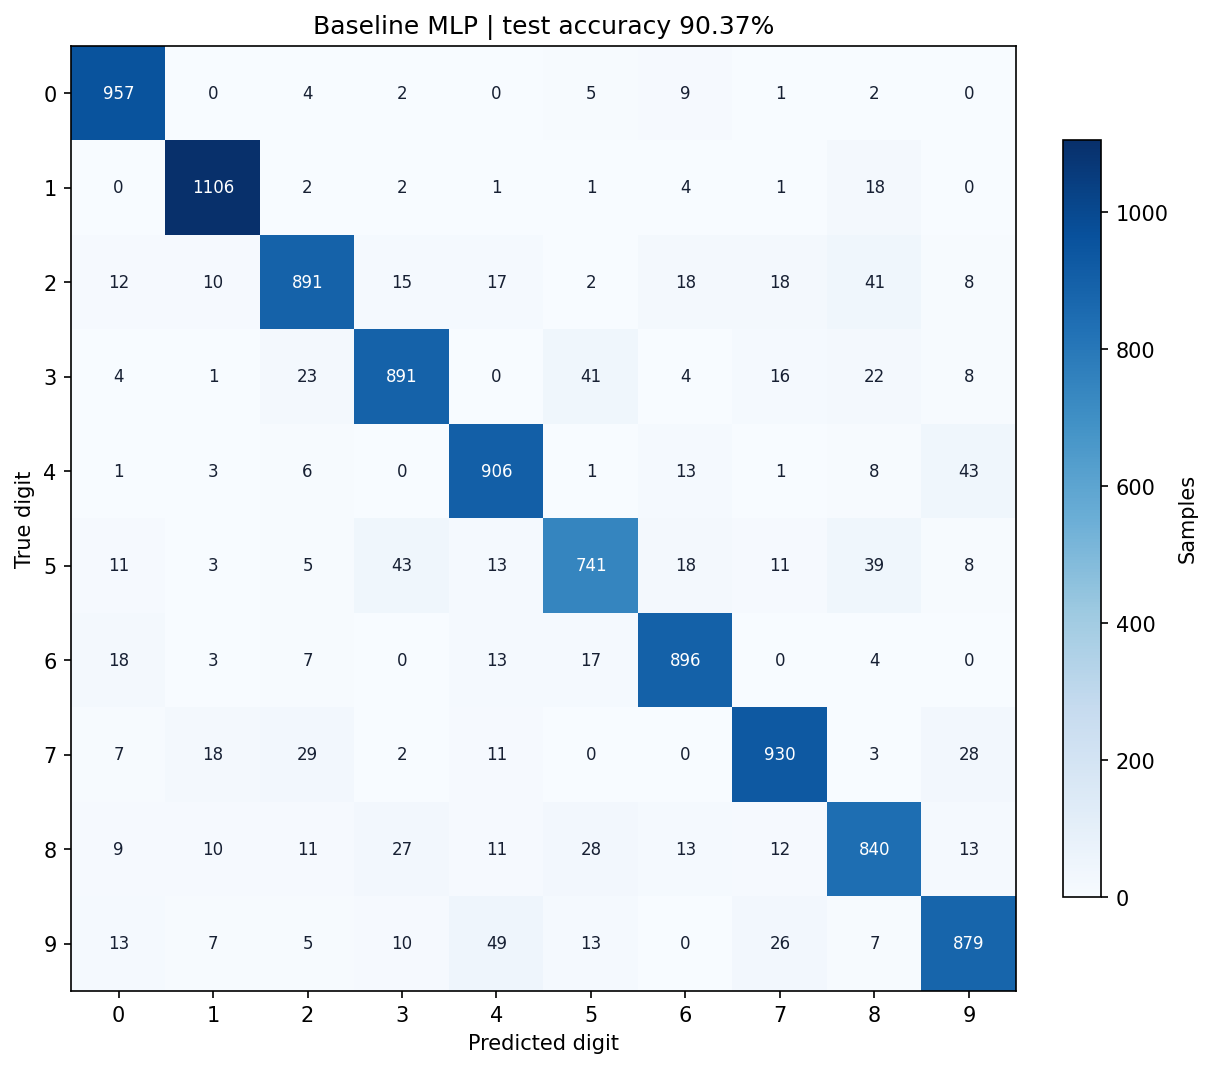 Baseline MLP | test accuracy 90.37%
0 957 0 4 2 0 5 9 1 2 0
1 0 1106 2 2 1 1 4 1 18 0
2 12 10 891 15 17 2 18 18 41 8
3 4 1 23 891 0 41 4 16 22 8
4 1 3 6 0 906 1 13 1 8 43
5 11 3 5 43 13 741 18 11 39 8
6 18 3 7 0 13 17 896 0 4 0
7 7 18 29 2 11 0 0 930 3 28
8 9 10 11 27 11 28 13 12 840 13
9 13 7 5 10 49 13 0 26 7 879
0 1 2 3 4 5 6 7 8 9
Predicted digit
True digit
1000
800
600
400
200
0
Samples